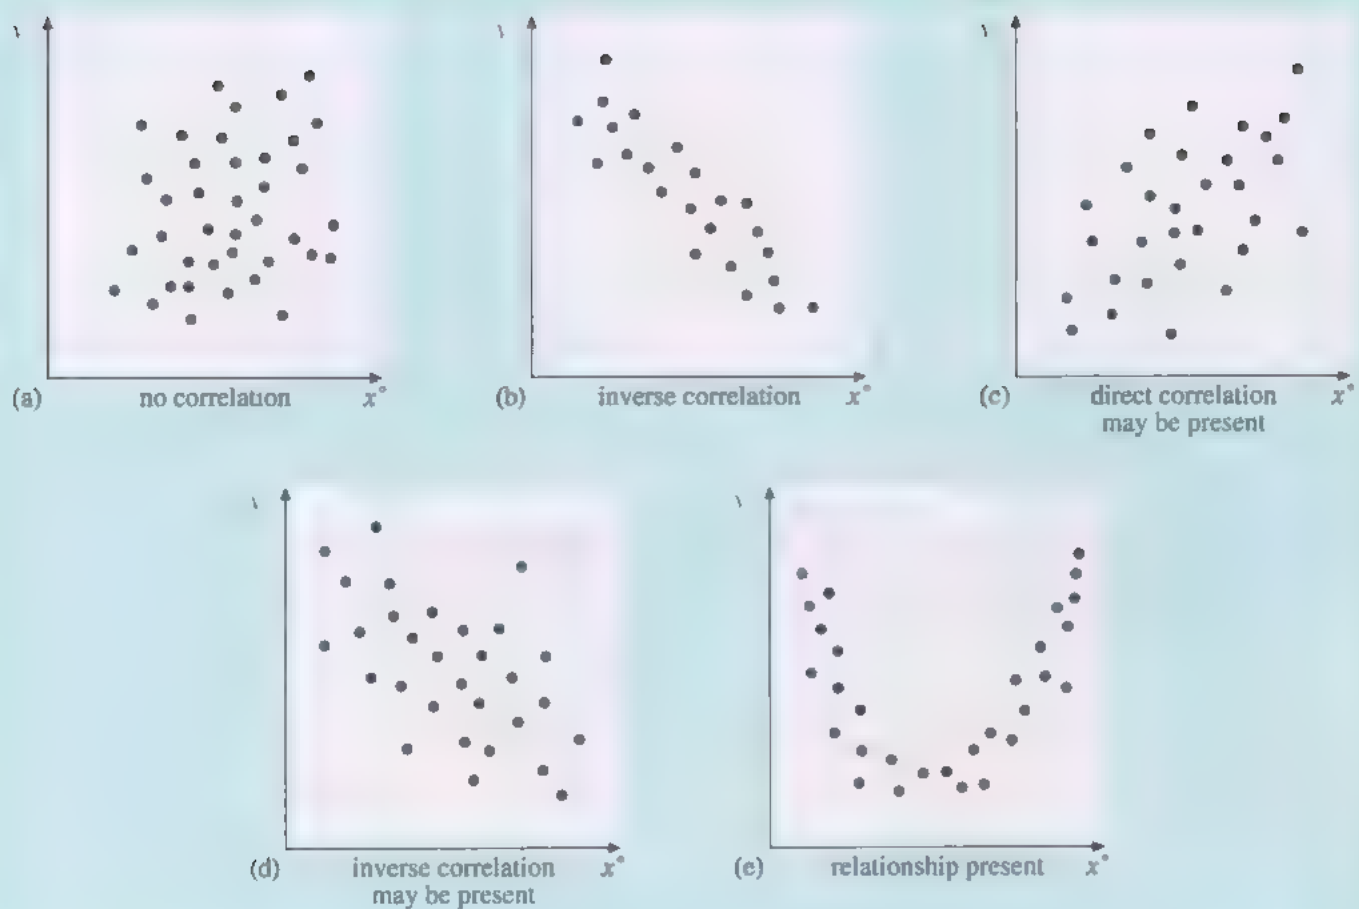 (a) no correlation x*
(b) inverse correlation x*
(c) direct correlation x*
may be present
(d) inverse correlation x*
may be present
(e) relationship present x*